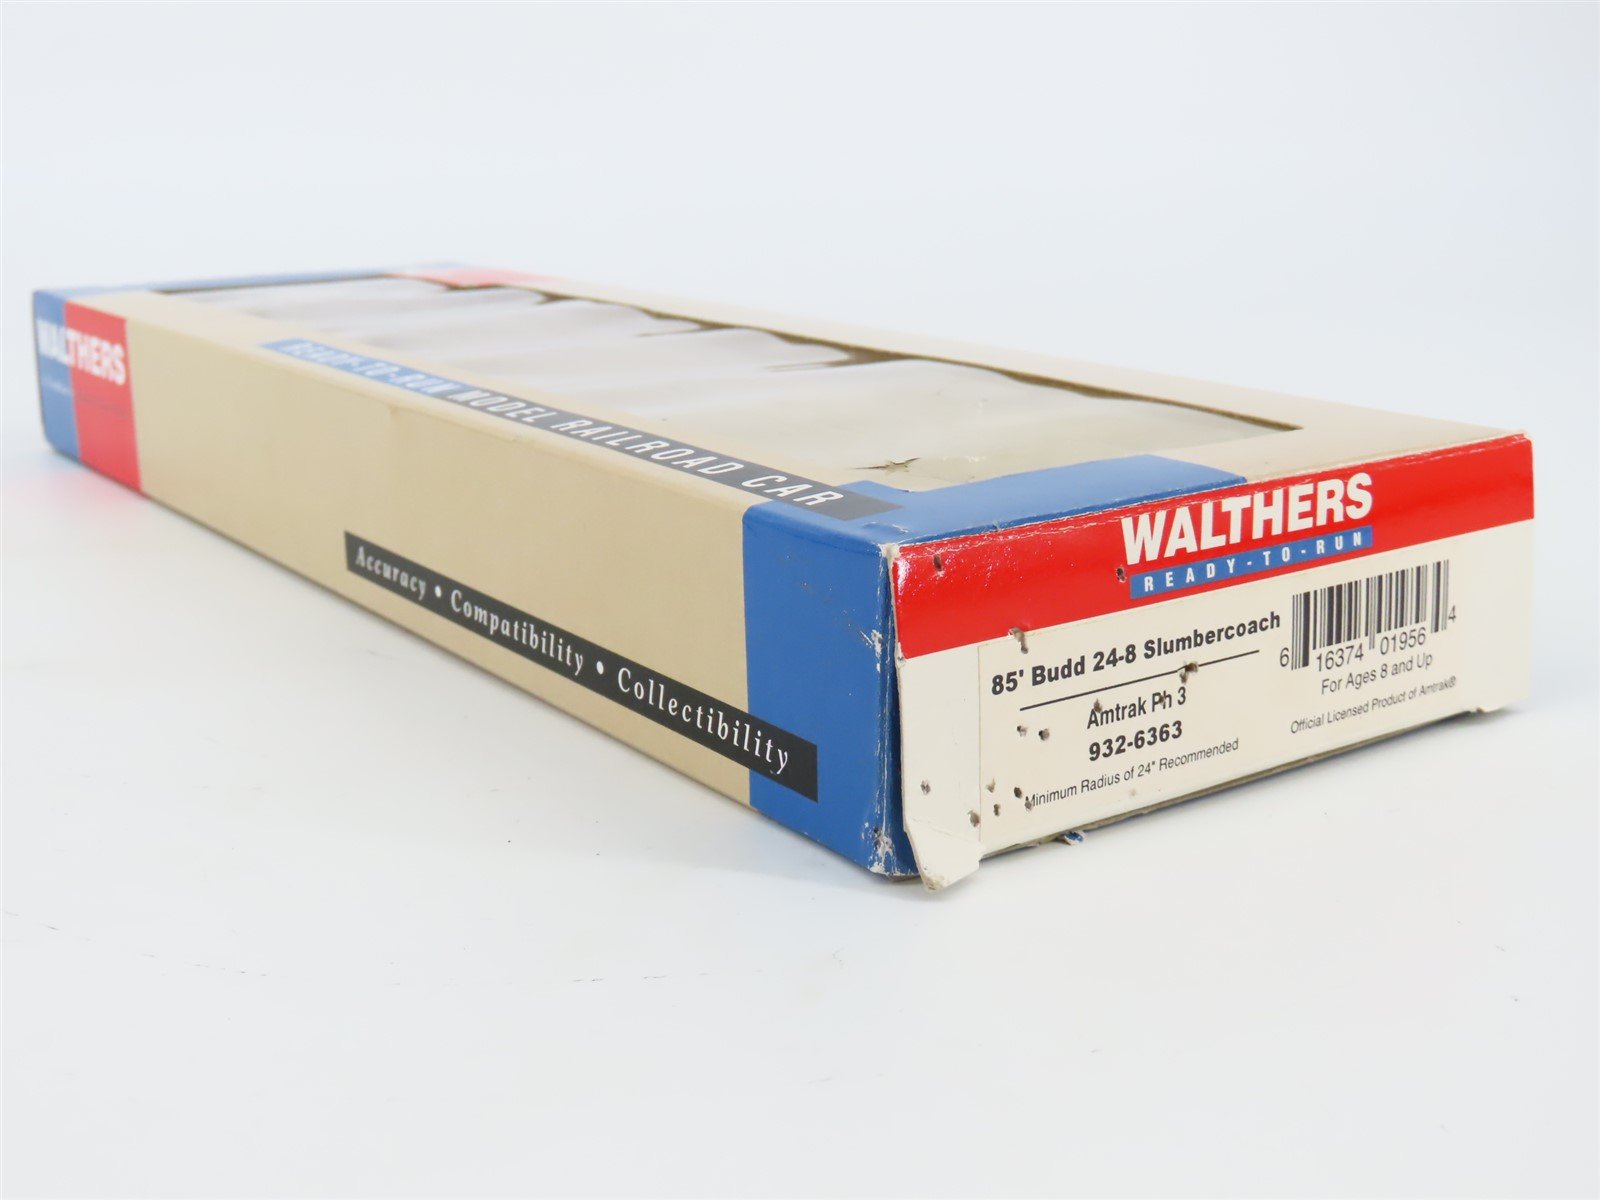 WALTHERS
READY-TO-RUN MODEL RAILROAD CAR
Accuracy • Compatibility • Collectibility
WALTHERS
READY-TO-RUN
85' Budd 24-8 Slumbercoach
Amtrak Ph 3
932-6363
Minimum Radius of 24" Recommended
6 16374 01956 4
For Ages 8 and Up
Official Licensed Product of Amtrak®